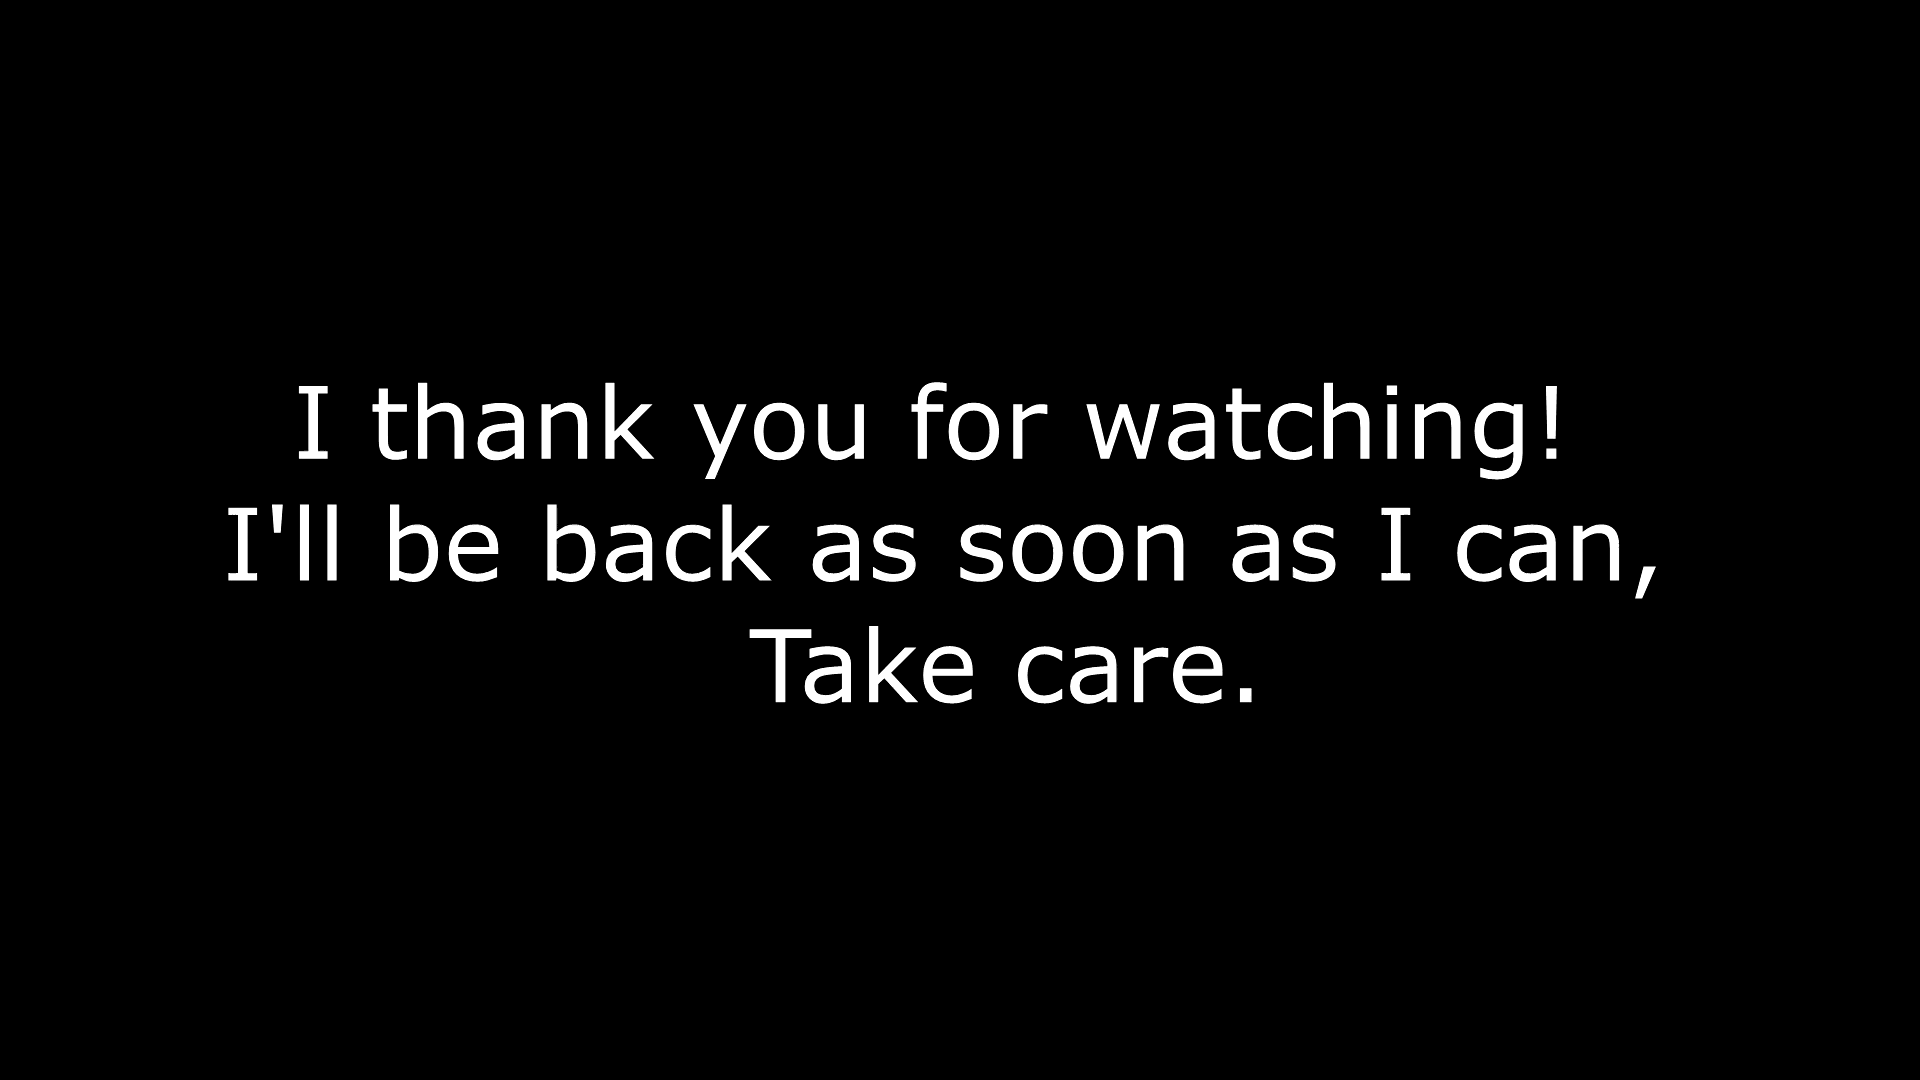 I thank you for watching!
I'll be back as soon as I can,
Take care.